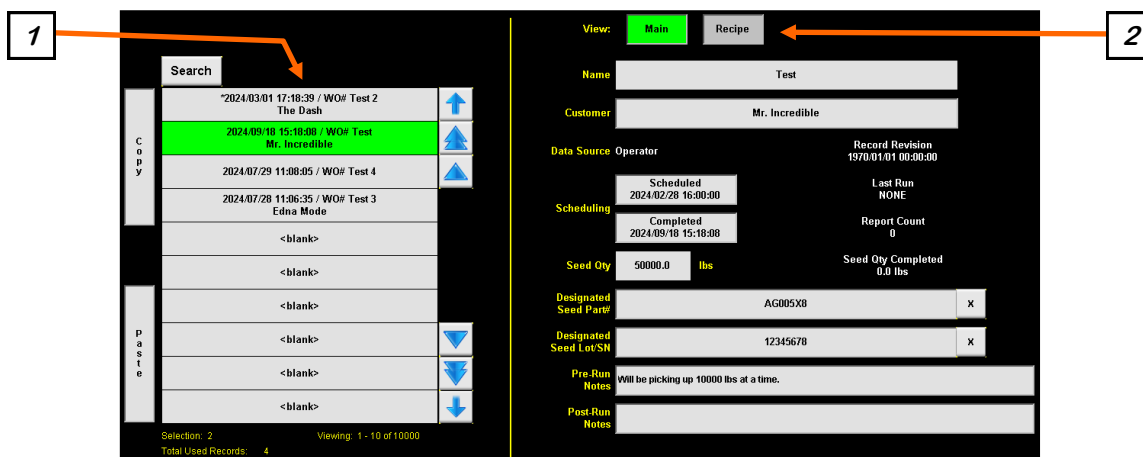 1
2
View:
Main
Recipe
Search
Copy
Paste
*2024/03/01 17:18:39 / WO# Test 2
The Dash
2024/09/18 15:18:08 / WO# Test
Mr. Incredible
2024/07/29 11:08:05 / WO# Test 4
2024/07/28 11:06:35 / WO# Test 3
Edna Mode
<blank>
<blank>
<blank>
<blank>
<blank>
<blank>
Selection: 2
Viewing: 1 - 10 of 10000
Total Used Records: 4
Name
Test
Customer
Mr. Incredible
Data Source
Operator
Record Revision
1970/01/01 00:00:00
Scheduling
Scheduled
2024/02/28 16:00:00
Last Run
NONE
Completed
2024/09/18 15:18:08
Report Count
0
Seed Qty
50000.0
lbs
Seed Qty Completed
0.0 lbs
Designated
Seed Part#
AG005X8
X
Designated
Seed Lot/SN
12345678
X
Pre-Run
Notes
Will be picking up 10000 lbs at a time.
Post-Run
Notes